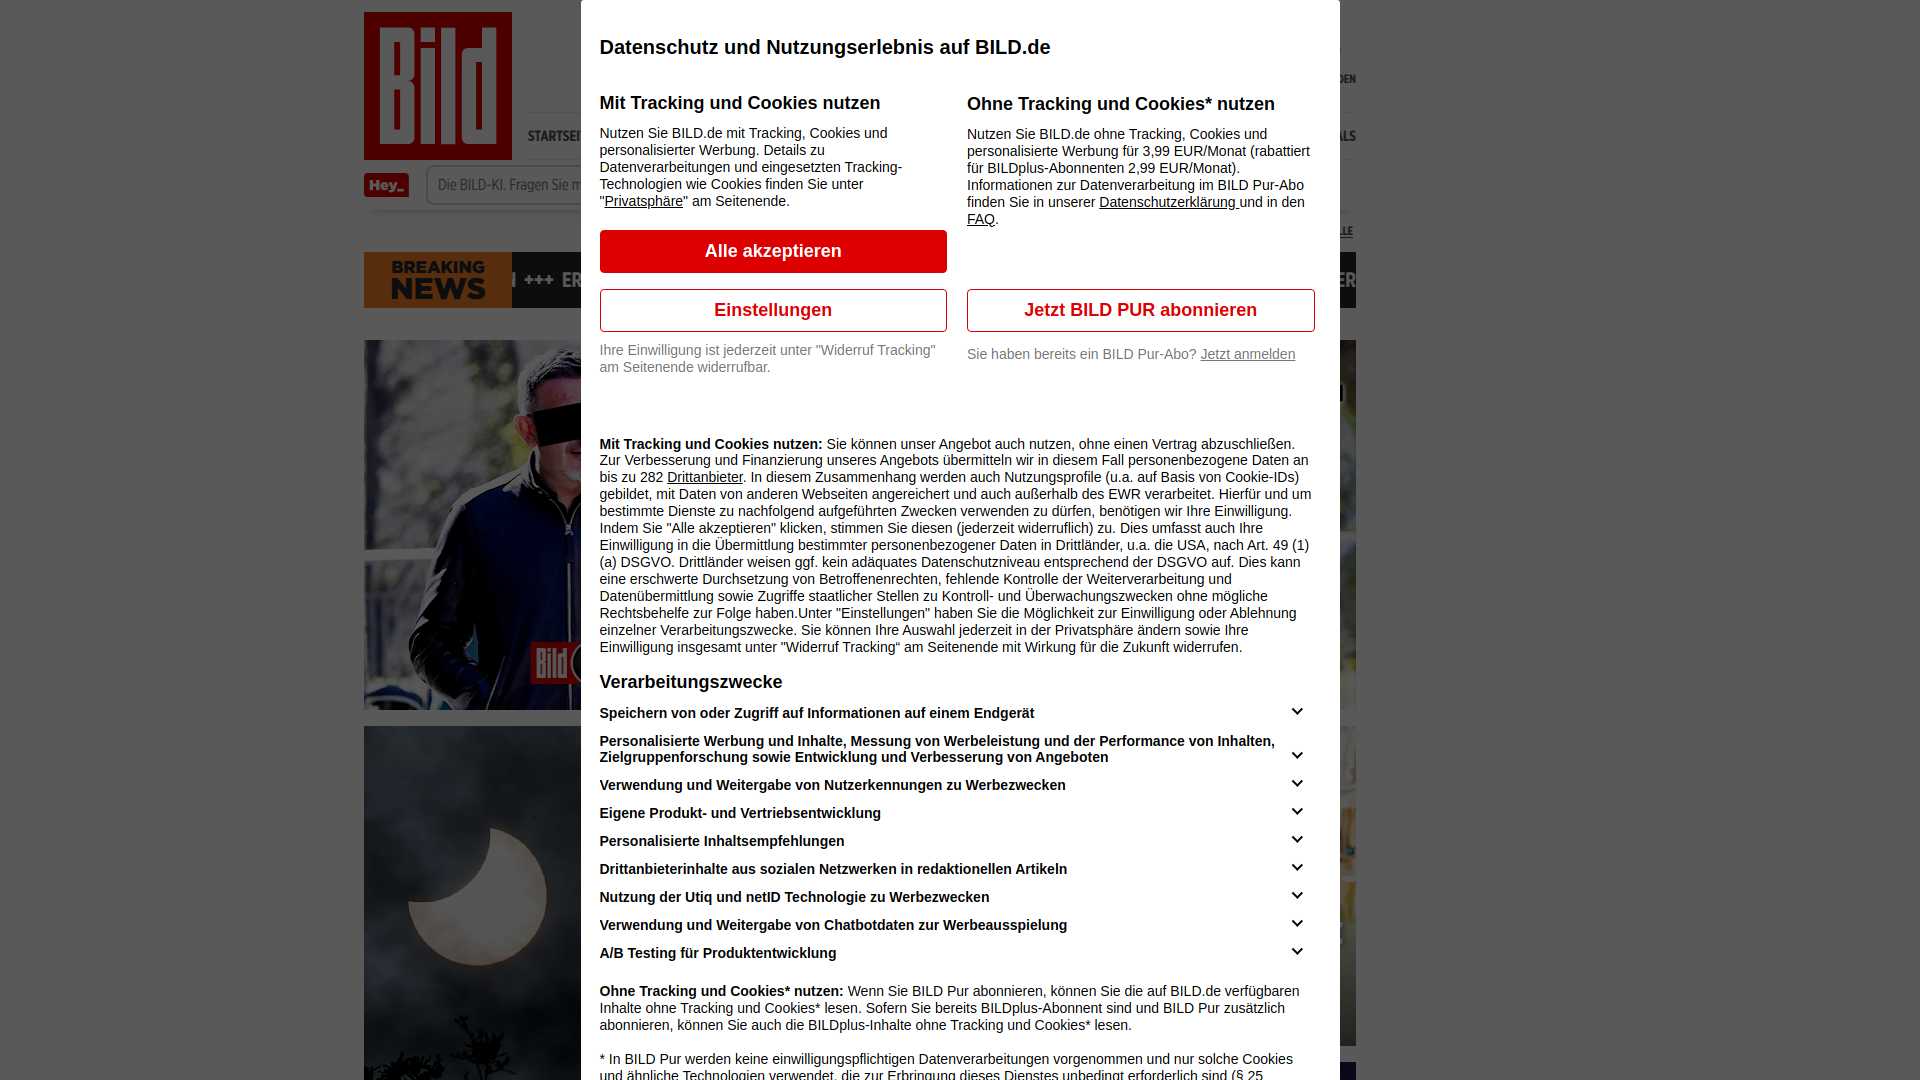 Bild
Datenschutz und Nutzungserlebnis auf BILD.de
Mit Tracking und Cookies nutzen
Nutzen Sie BILD.de mit Tracking, Cookies und
personalisierter Werbung. Details zu
Datenverarbeitungen und eingesetzten Tracking-
Technologien wie Cookies finden Sie unter
"Privatsphäre" am Seitenende.
Alle akzeptieren
Einstellungen
Ihre Einwilligung ist jederzeit unter "Widerruf Tracking"
am Seitenende widerrufbar.
Ohne Tracking und Cookies* nutzen
Nutzen Sie BILD.de ohne Tracking, Cookies und
personalisierte Werbung für 3,99 EUR/Monat (rabattiert
für BILDplus-Abonnenten 2,99 EUR/Monat).
Informationen zur Datenverarbeitung im BILD Pur-Abo
finden Sie in unserer Datenschutzerklärung und in den
FAQ.
Jetzt BILD PUR abonnieren
Sie haben bereits ein BILD Pur-Abo? Jetzt anmelden
Hey_
Die BILD-KI. Fragen Sie
BREAKING
NEWS
+++
Bild
Mit Tracking und Cookies nutzen: Sie können unser Angebot auch nutzen, ohne einen Vertrag abzuschließen.
Zur Verbesserung und Finanzierung unseres Angebots übermitteln wir in diesem Fall personenbezogene Daten an
bis zu 282 Drittanbieter. In diesem Zusammenhang werden auch Nutzungsprofile (u.a. auf Basis von Cookie-IDs)
gebildet, mit Daten von anderen Webseiten angereichert und auch außerhalb des EWR verarbeitet. Hierfür und um
bestimmte Dienste zu nachfolgend aufgeführten Zwecken verwenden zu dürfen, benötigen wir Ihre Einwilligung.
Indem Sie "Alle akzeptieren" klicken, stimmen Sie diesen (jederzeit widerruflich) zu. Dies umfasst auch Ihre
Einwilligung in die Übermittlung bestimmter personenbezogener Daten in Drittländer, u.a. die USA, nach Art. 49 (1)
(a) DSGVO. Drittländer weisen ggf. kein adäquates Datenschutzniveau entsprechend der DSGVO auf. Dies kann
eine erschwerte Durchsetzung von Betroffenenrechten, fehlende Kontrolle der Weiterverarbeitung und
Datenübermittlung sowie Zugriffe staatlicher Stellen zu Kontroll- und Überwachungszwecken ohne mögliche
Rechtsbehelfe zur Folge haben.Unter "Einstellungen" haben Sie die Möglichkeit zur Einwilligung oder Ablehnung
einzelner Verarbeitungszwecke. Sie können Ihre Auswahl jederzeit in der Privatsphäre ändern sowie Ihre
Einwilligung insgesamt unter "Widerruf Tracking“ am Seitenende mit Wirkung für die Zukunft widerrufen.
Verarbeitungszwecke
Speichern von oder Zugriff auf Informationen auf einem Endgerät
Personalisierte Werbung und Inhalte, Messung von Werbeleistung und der Performance von Inhalten,
Zielgruppenforschung sowie Entwicklung und Verbesserung von Angeboten
Verwendung und Weitergabe von Nutzerkennungen zu Werbezwecken
Eigene Produkt- und Vertriebsentwicklung
Personalisierte Inhaltsempfehlungen
Drittanbieterinhalte aus sozialen Netzwerken in redaktionellen Artikeln
Nutzung der Utiq und netID Technologie zu Werbezwecken
Verwendung und Weitergabe von Chatbotdaten zur Werbeausspielung
A/B Testing für Produktentwicklung
Ohne Tracking und Cookies* nutzen: Wenn Sie BILD Pur abonnieren, können Sie die auf BILD.de verfügbaren
Inhalte ohne Tracking und Cookies* lesen. Sofern Sie bereits BILDplus-Abonnent sind und BILD Pur zusätzlich
abonnieren, können Sie auch die BILDplus-Inhalte ohne Tracking und Cookies* lesen.
* In BILD Pur werden keine einwilligungspflichtigen Datenverarbeitungen vorgenommen und nur solche Cookies
und ähnliche Technologien verwendet, die zur Erbringung dieses Dienstes unbedingt erforderlich sind (§ 25